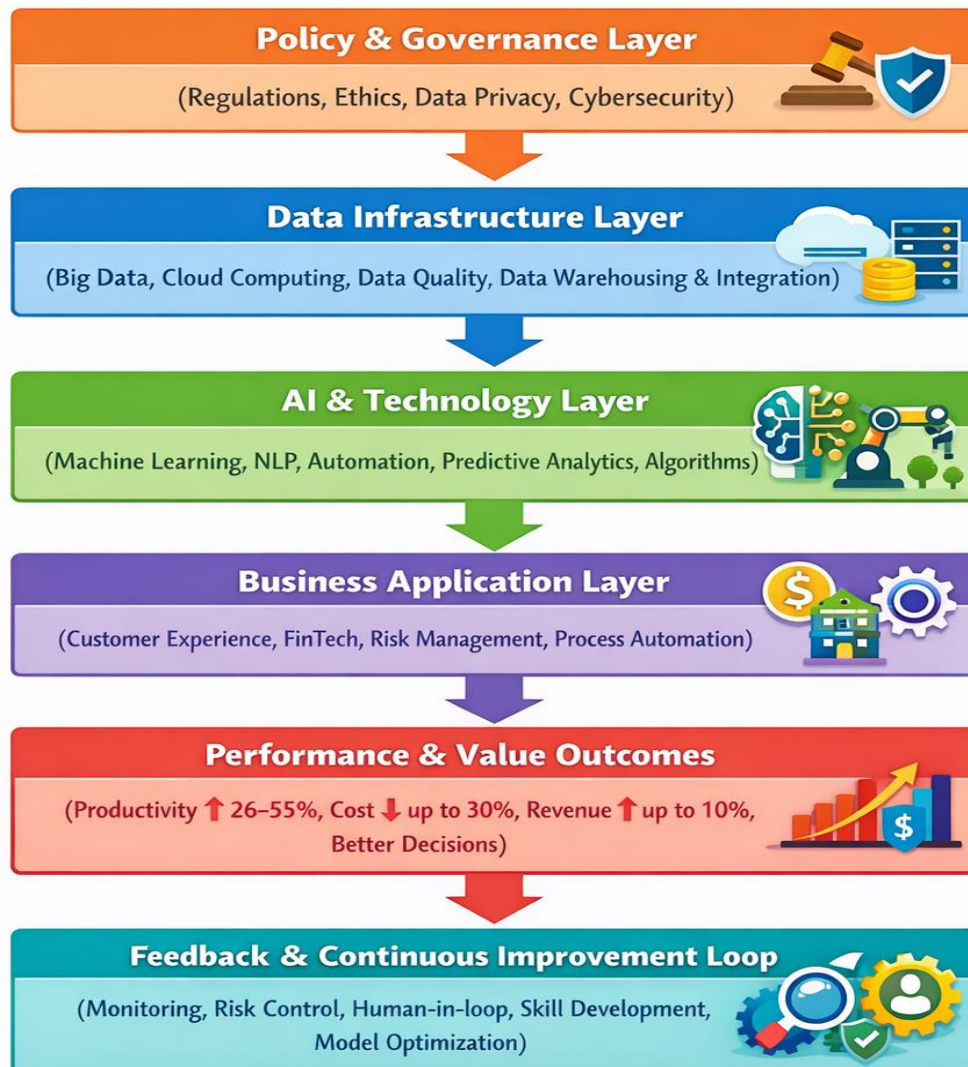 Policy & Governance Layer
(Regulations, Ethics, Data Privacy, Cybersecurity)
Data Infrastructure Layer
(Big Data, Cloud Computing, Data Quality, Data Warehousing & Integration)
AI & Technology Layer
(Machine Learning, NLP, Automation, Predictive Analytics, Algorithms)
Business Application Layer
$
(Customer Experience, FinTech, Risk Management, Process Automation)
Performance & Value Outcomes
(Productivity ⬆ 26–55%, Cost ⬇ up to 30%, Revenue ⬆ up to 10%,
Better Decisions)
$
Feedback & Continuous Improvement Loop
(Monitoring, Risk Control, Human-in-loop, Skill Development,
Model Optimization)